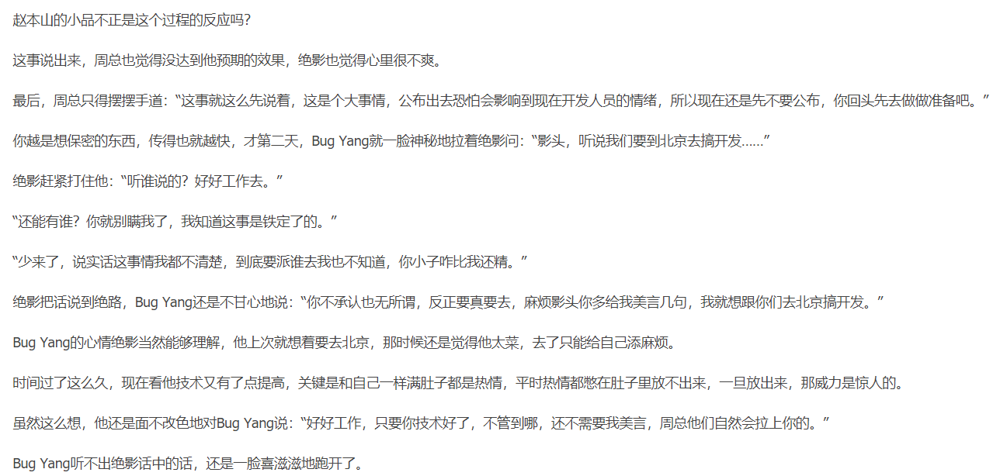 赵本山的小品不正是这个过程的反应吗?
这事说出来，周总也觉得没达到他预期的效果，绝影也觉得心里很不爽。
最后，周总只得摆摆手道：“这事就这么先说着，这是个大事情，公布出去恐怕会影响到现在开发人员的情绪，所以现在还是先不要公布，你回头先去做做准备吧。”
你越是想保密的东西，传得也就越快，才第二天，Bug Yang就一脸神秘地拉着绝影问：“影头，听说我们要到北京去搞开发……”
绝影赶紧打住他：“听谁说的？好好工作去。”
“还能有谁？你就别瞒我了，我知道这事是铁定了的。”
“少来了，说实话这事情我都不清楚，到底要派谁去我也不知道，你小子咋比我还精。”
绝影把话说到绝路，Bug Yang还是不甘心地说：“你不承认也无所谓，反正要真要去，麻烦影头你多给我美言几句，我就想跟你们去北京搞开发。”
Bug Yang的心情绝影当然能够理解，他上次就想着要去北京，那时候还是觉得他太菜，去了只能给自己添麻烦。
时间过了这么久，现在看他技术又有了点提高，关键是和自己一样满肚子都是热情，平时热情都憋在肚子里放不出来，一旦放出来，那威力是惊人的。
虽然这么想，他还是面不改色地对Bug Yang说：“好好工作，只要你技术好了，不管到哪，还不需要我美言，周总他们自然会拉上你的。”
Bug Yang听不出绝影话中的话，还是一脸喜滋滋地跑开了。